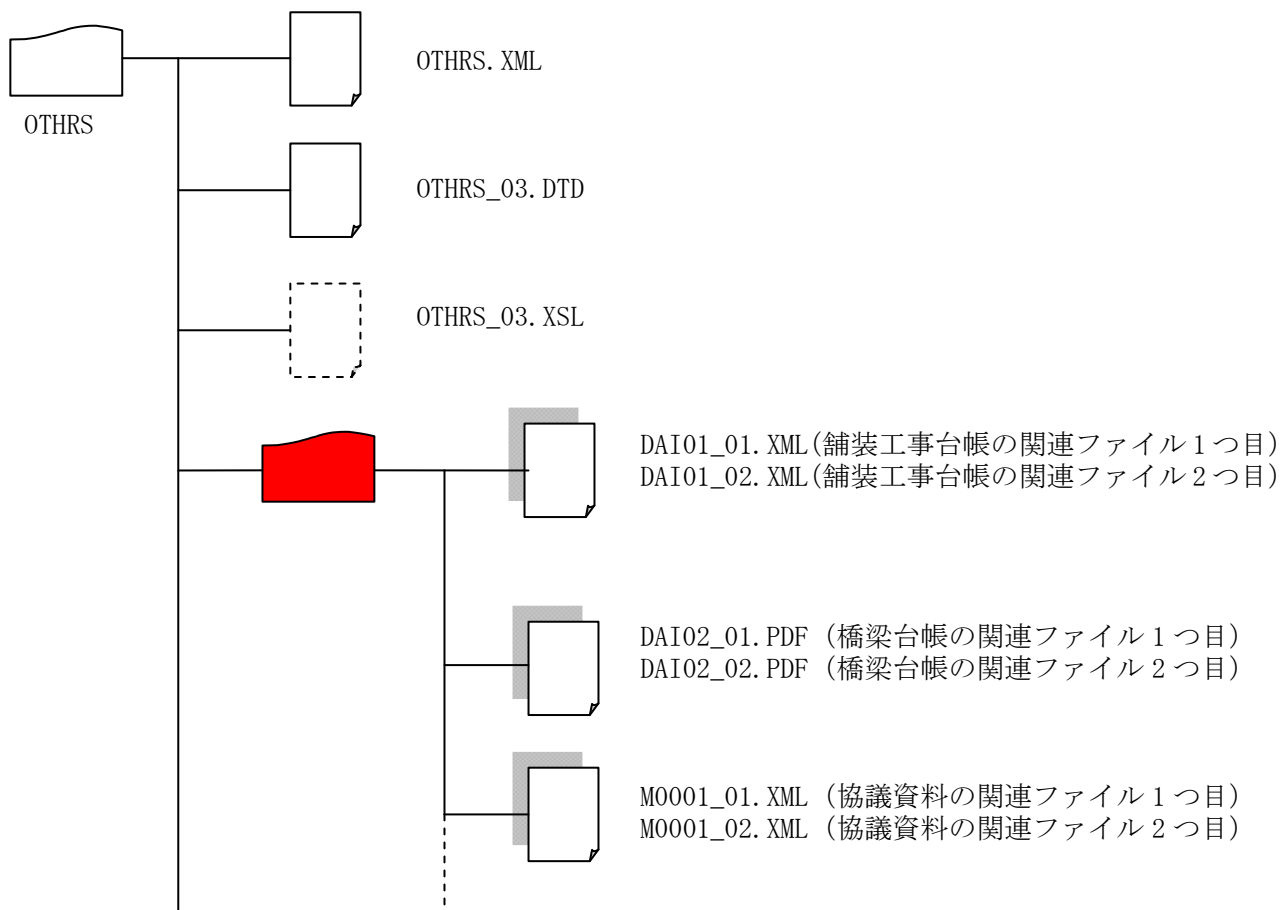 OTHRS.XML
OTHRS
OTHRS_03.DTD
OTHRS_03.XSL
DAI01_01.XML(舗装工事台帳の関連ファイル1つ目)
DAI01_02.XML(舗装工事台帳の関連ファイル2つ目)
DAI02_01.PDF (橋梁台帳の関連ファイル1つ目)
DAI02_02.PDF (橋梁台帳の関連ファイル2つ目)
M0001_01.XML (協議資料の関連ファイル1つ目)
M0001_02.XML (協議資料の関連ファイル2つ目)